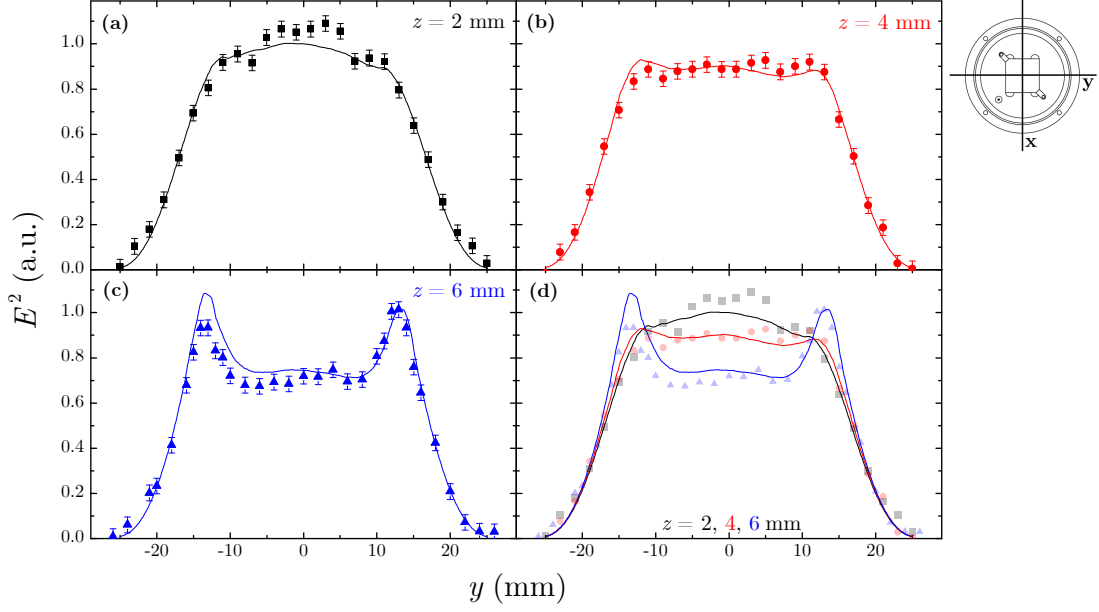 (a) z = 2 mm
(b) z = 4 mm
1.0
0.8
0.6
0.4
0.2
0.0
y
x
(c) z = 6 mm
(d)
1.0
0.8
0.6
0.4
0.2
0.0
z = 2, 4, 6 mm
-20 -10 0 10 20
-20 -10 0 10 20
E² (a.u.)
y (mm)